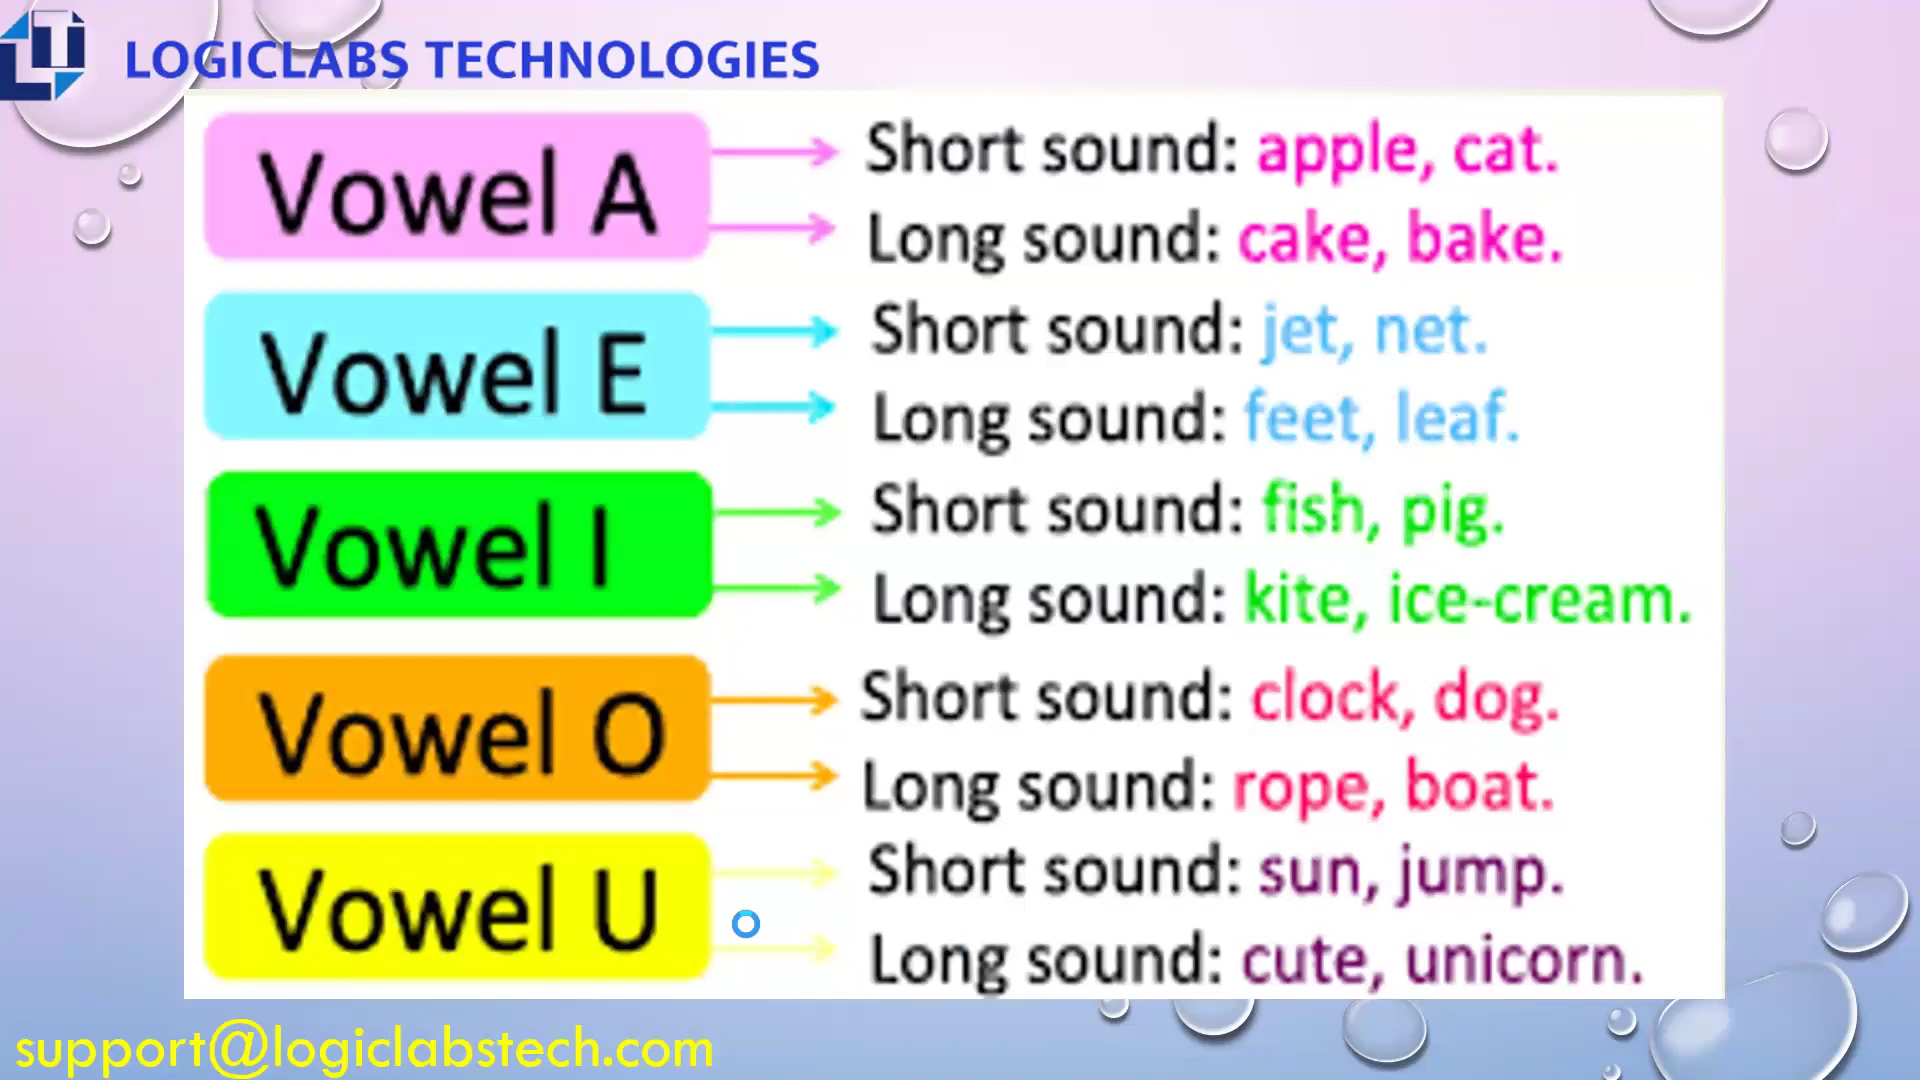 LOGICLABS TECHNOLOGIES
Vowel A
Short sound: apple, cat.
Long sound: cake, bake.
Vowel E
Short sound: jet, net.
Long sound: feet, leaf.
Vowel I
Short sound: fish, pig.
Long sound: kite, ice-cream.
Vowel O
Short sound: clock, dog.
Long sound: rope, boat.
Vowel U
Short sound: sun, jump.
Long sound: cute, unicorn.
support@logiclabstech.com